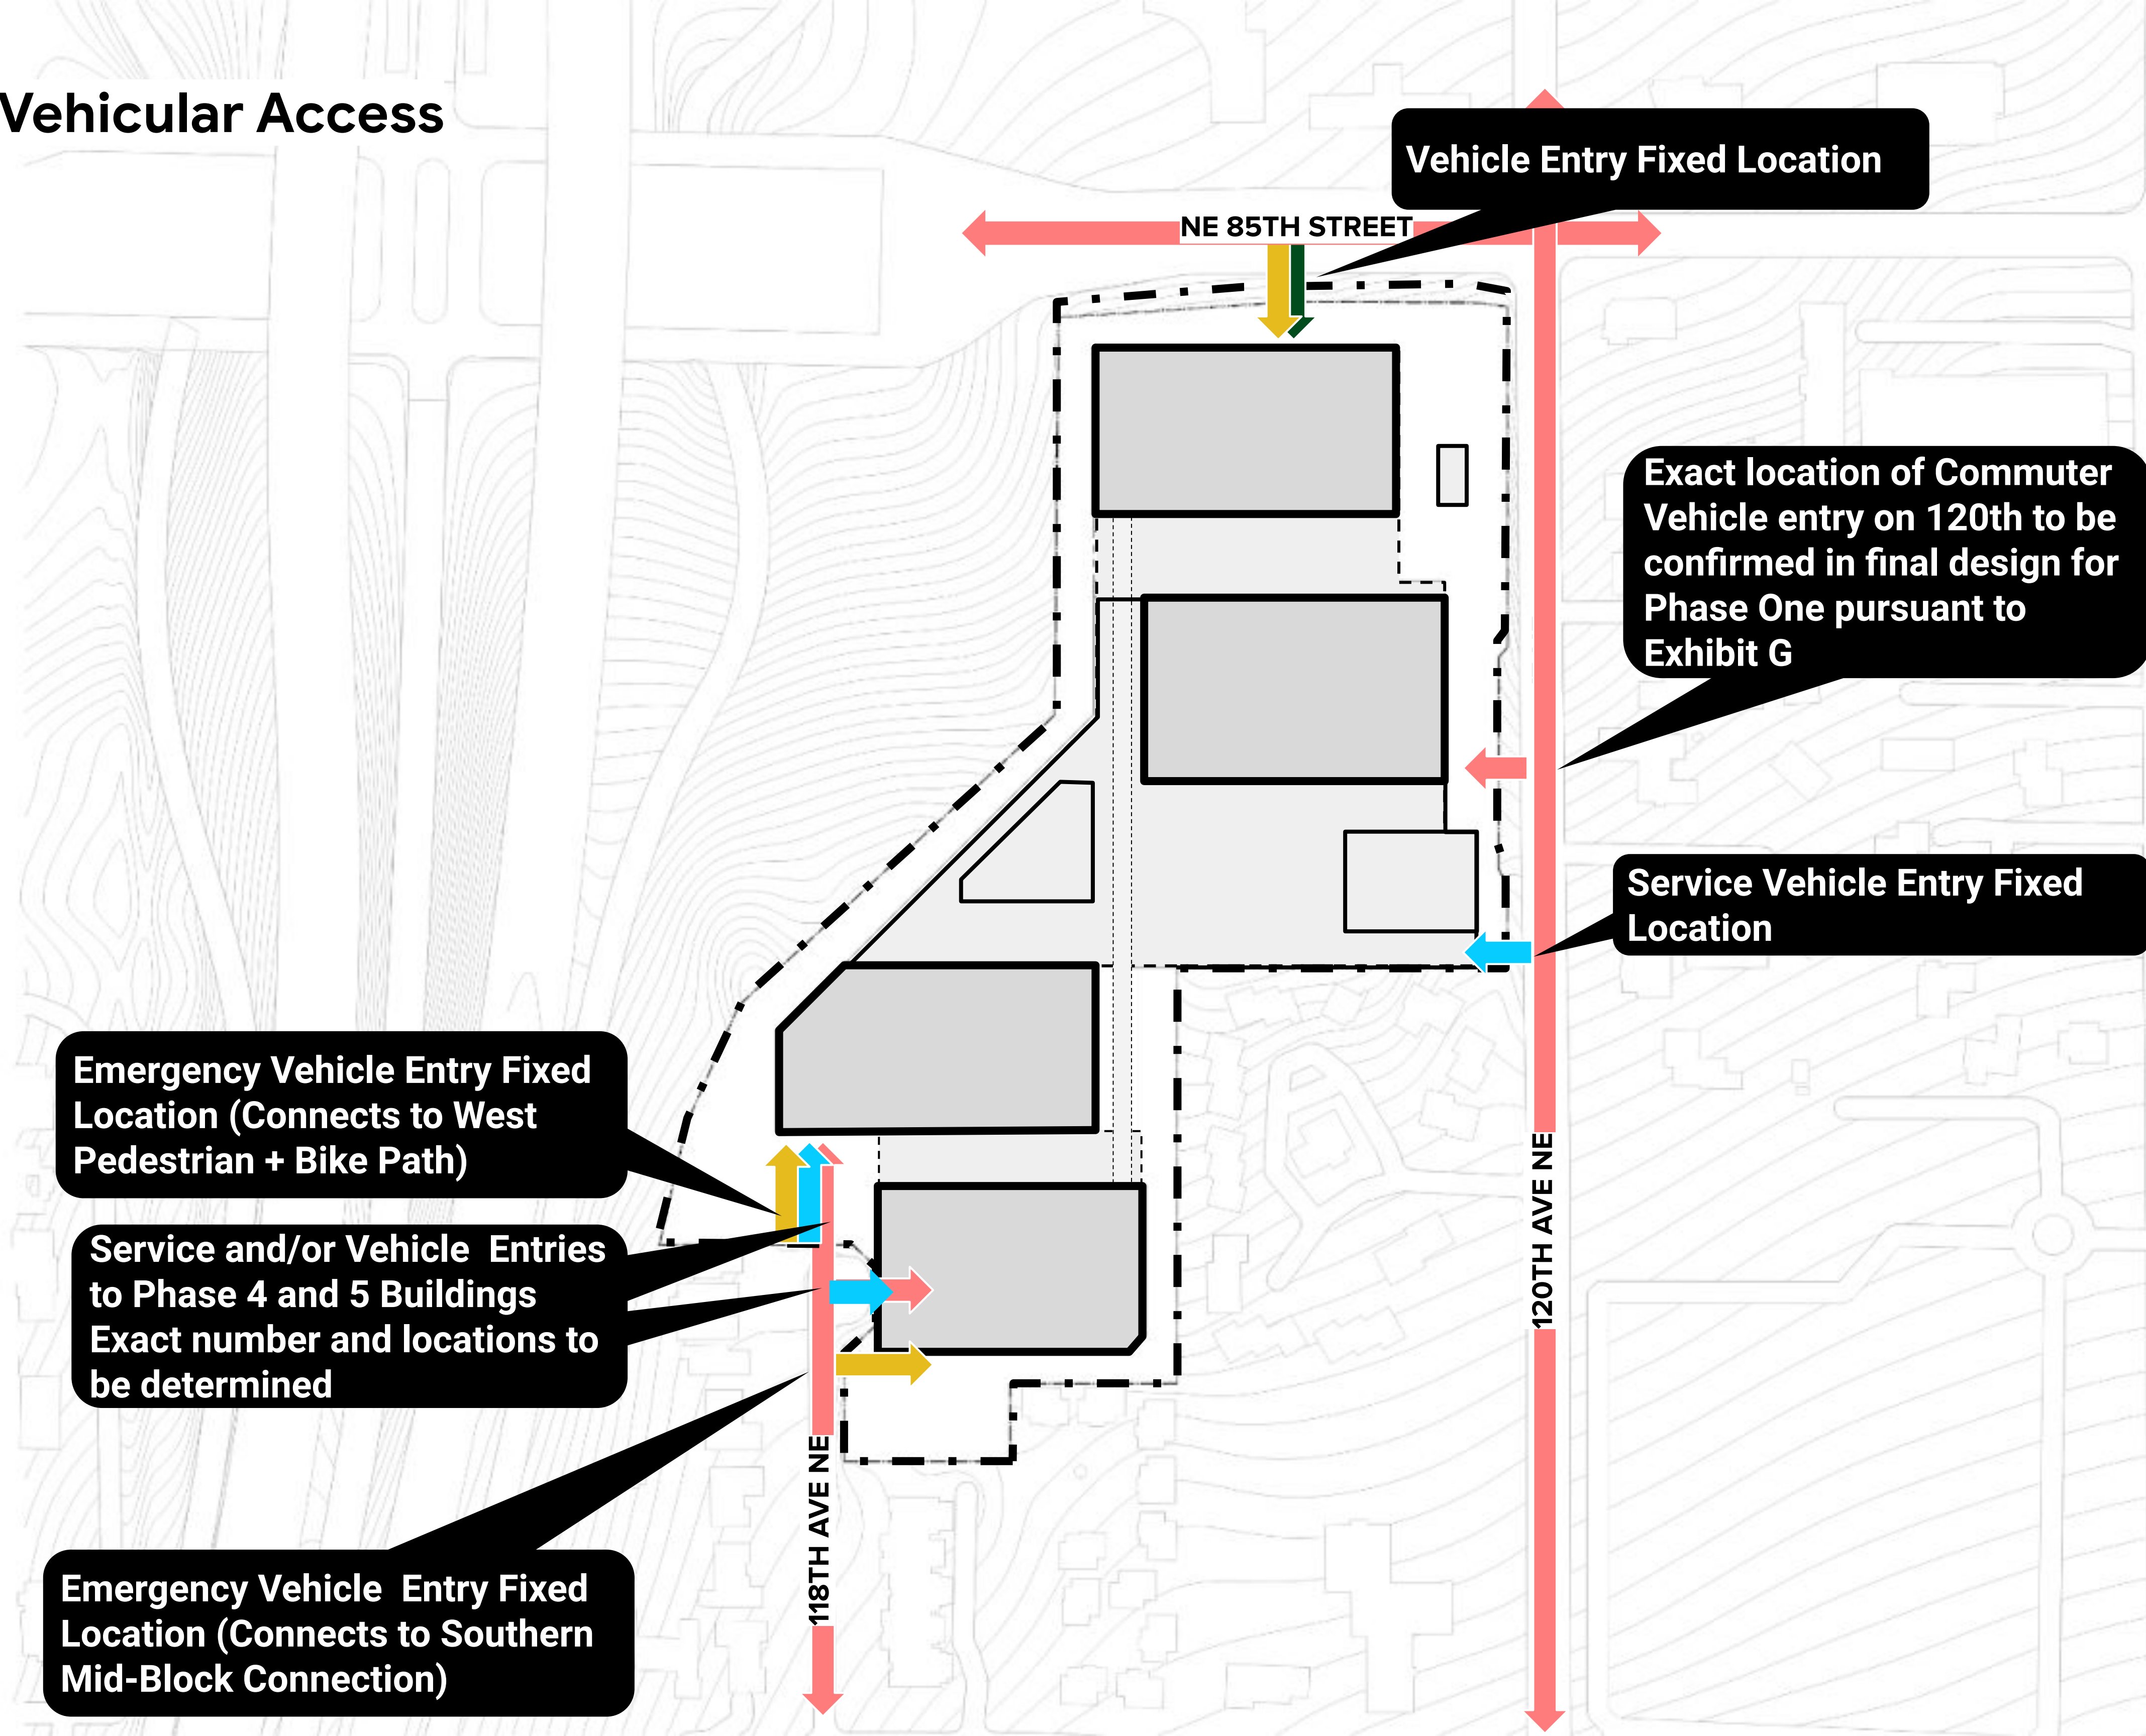 Vehicular Access
Vehicle Entry Fixed Location
NE 85TH STREET
Exact location of Commuter
Vehicle entry on 120th to be
confirmed in final design for
Phase One pursuant to
Exhibit G
Service Vehicle Entry Fixed
Location
Emergency Vehicle Entry Fixed
Location (Connects to West
Pedestrian + Bike Path)
Service and/or Vehicle  Entries
to Phase 4 and 5 Buildings
Exact number and locations to
be determined
120TH AVE NE
118TH AVE NE
Emergency Vehicle  Entry Fixed
Location (Connects to Southern
Mid-Block Connection)